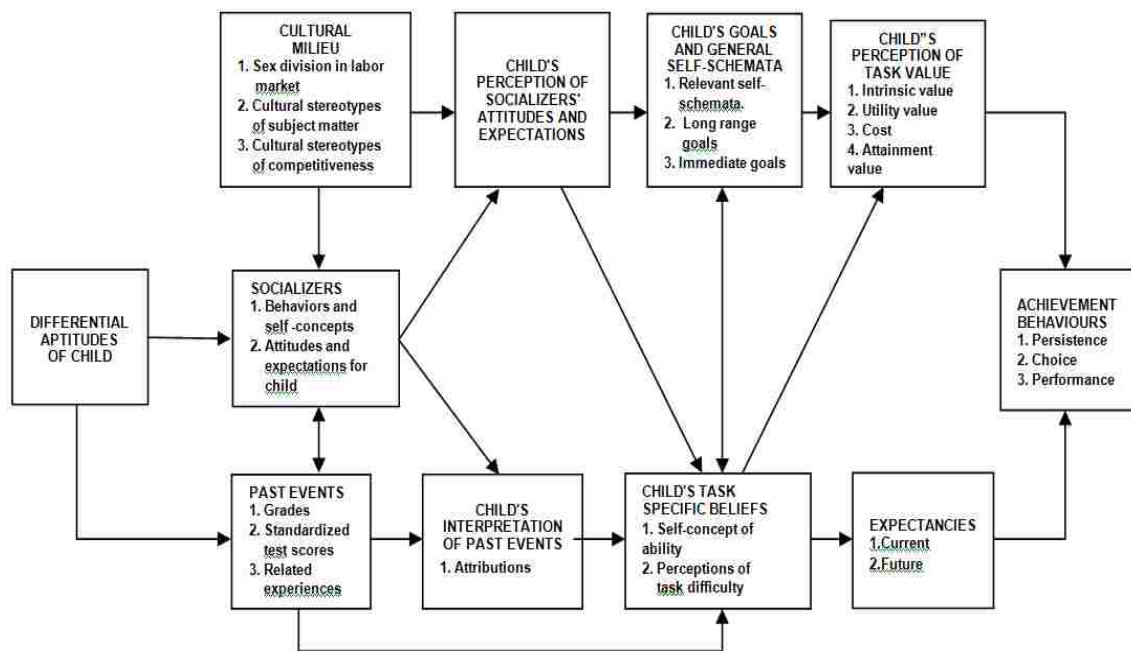 CULTURAL
MILIEU
1. Sex division in labor
market
2. Cultural stereotypes
of subject matter
3. Cultural stereotypes
of competitiveness
CHILD'S
PERCEPTION OF
SOCIALIZERS'
ATTITUDES AND
EXPECTATIONS
CHILD'S GOALS
AND GENERAL
SELF-SCHEMATA
1. Relevant self-
schemata.
2. Long range
goals
3. Immediate goals
CHILD"S
PERCEPTION OF
TASK VALUE
1. Intrinsic value
2. Utility value
3. Cost
4. Attainment
value
DIFFERENTIAL
APTITUDES
OF CHILD
SOCIALIZERS
1. Behaviors and
self -concepts
2. Attitudes and
expectations for
child
ACHIEVEMENT
BEHAVIOURS
1. Persistence
2. Choice
3. Performance
PAST EVENTS
1. Grades
2. Standardized
test scores
3. Related
experiences
CHILD'S
INTERPRETATION
OF PAST EVENTS
1. Attributions
CHILD'S TASK
SPECIFIC BELIEFS
1. Self-concept of
ability
2. Perceptions of
task difficulty
EXPECTANCIES
1.Current
2.Future